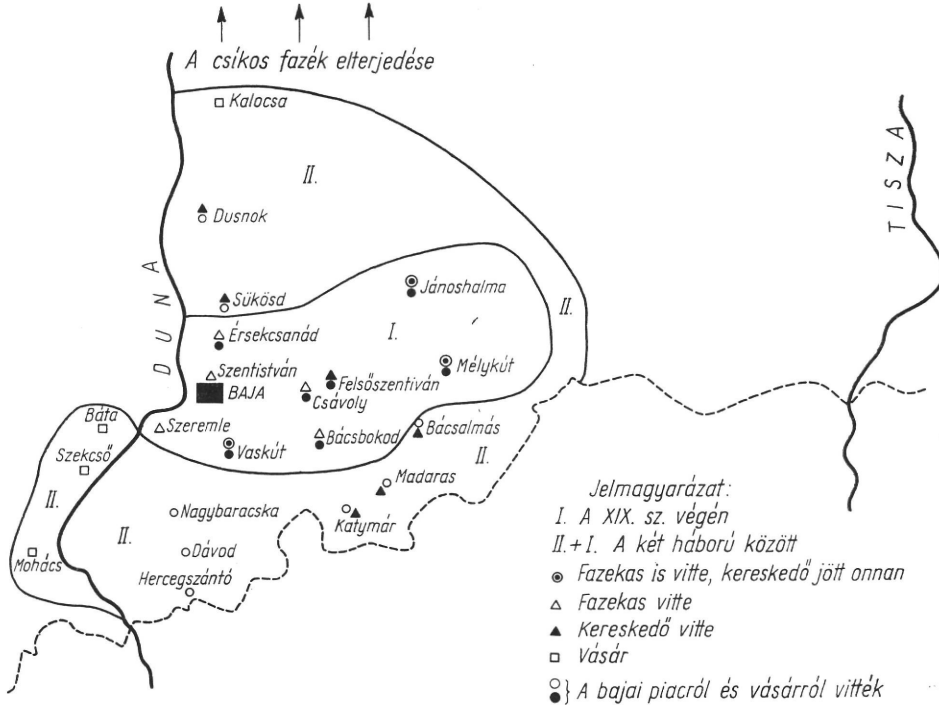 A csíkos fazék elterjedése
Kalocsa
II.
Dusnok
TISZA
DUNA
Jánoshalma
Sükösd
II.
I.
Érsekcsanád
Mélykút
Szentistván
Felsőszentiván
BAJA
Csávoly
Báta
Szeremle
Bácsalmás
Bácsbokod
Szekcső
Vaskút
II.
Madaras
II.
Nagybaracska
Katymár
II.
Dávod
Mohács
Hercegszántó
Jelmagyarázat:
I. A XIX. sz. végén
II.+I. A két háború között
Fazekas is vitte, kereskedő jött onnan
Fazekas vitte
Kereskedő vitte
Vásár
} A bajai piacról és vásárról vitték